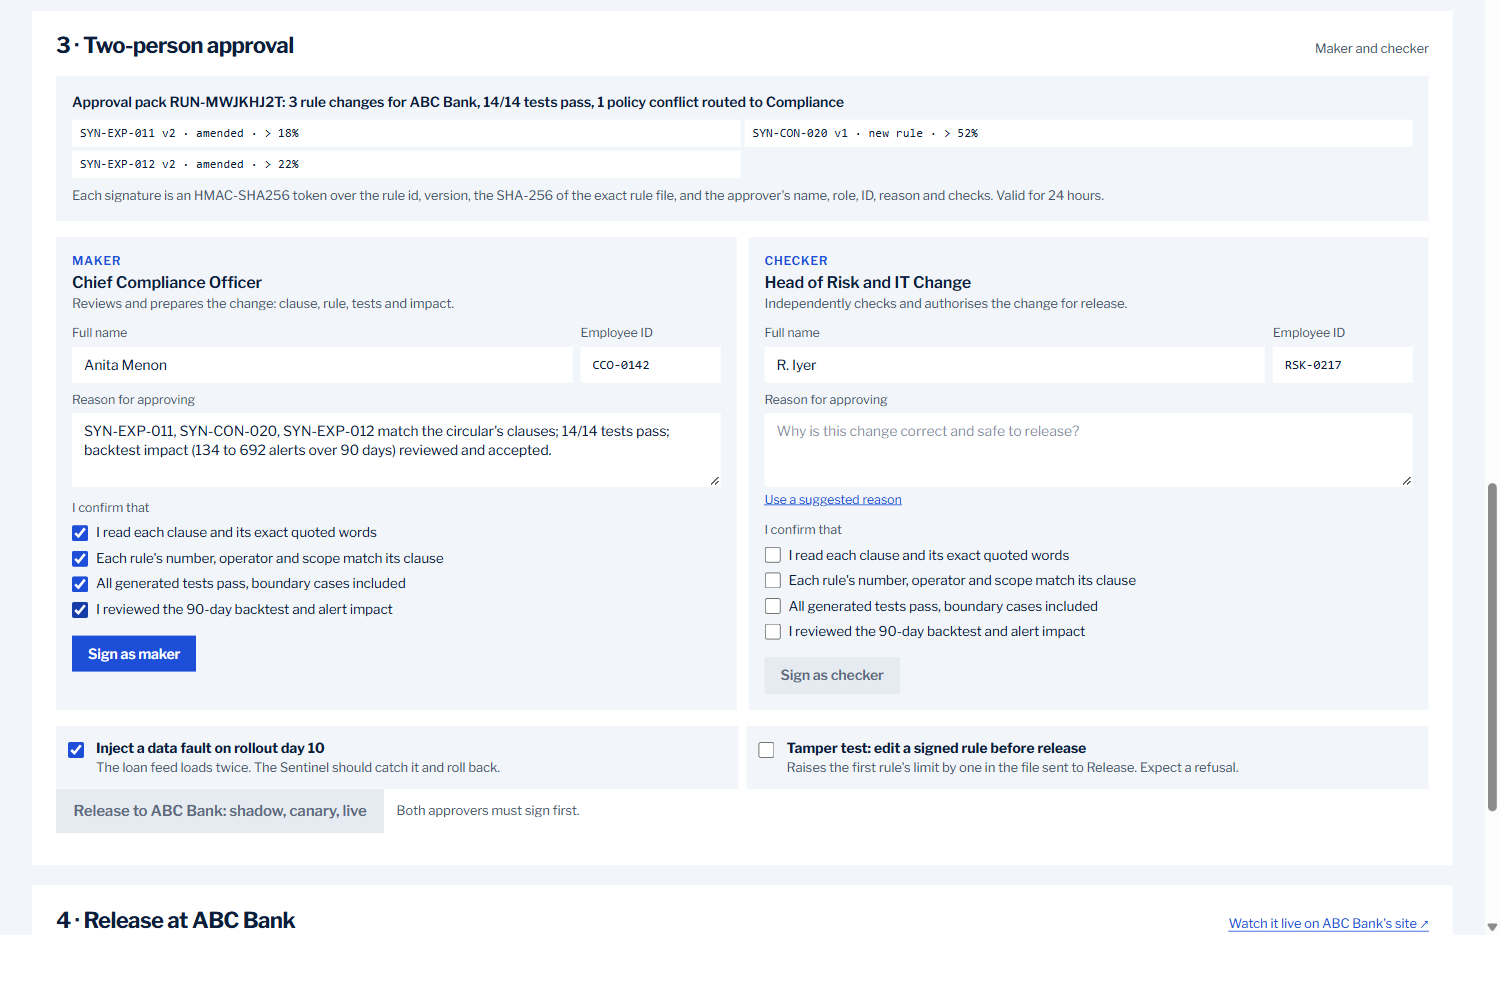 3 · Two-person approval
Maker and checker
Approval pack RUN-MWJKHJ2T: 3 rule changes for ABC Bank, 14/14 tests pass, 1 policy conflict routed to Compliance
SYN-EXP-011 v2 · amended · > 18%
SYN-CON-020 v1 · new rule · > 52%
SYN-EXP-012 v2 · amended · > 22%
Each signature is an HMAC-SHA256 token over the rule id, version, the SHA-256 of the exact rule file, and the approver's name, role, ID, reason and checks. Valid for 24 hours.
MAKER
Chief Compliance Officer
Reviews and prepares the change: clause, rule, tests and impact.
Full name
Employee ID
Anita Menon
CCO-0142
Reason for approving
SYN-EXP-011, SYN-CON-020, SYN-EXP-012 match the circular's clauses; 14/14 tests pass;
backtest impact (134 to 692 alerts over 90 days) reviewed and accepted.
I confirm that
I read each clause and its exact quoted words
Each rule's number, operator and scope match its clause
All generated tests pass, boundary cases included
I reviewed the 90-day backtest and alert impact
Sign as maker
CHECKER
Head of Risk and IT Change
Independently checks and authorises the change for release.
Full name
Employee ID
R. Iyer
RSK-0217
Reason for approving
Why is this change correct and safe to release?
Use a suggested reason
I confirm that
I read each clause and its exact quoted words
Each rule's number, operator and scope match its clause
All generated tests pass, boundary cases included
I reviewed the 90-day backtest and alert impact
Sign as checker
Inject a data fault on rollout day 10
The loan feed loads twice. The Sentinel should catch it and roll back.
Tamper test: edit a signed rule before release
Raises the first rule's limit by one in the file sent to Release. Expect a refusal.
Release to ABC Bank: shadow, canary, live
Both approvers must sign first.
4 · Release at ABC Bank
Watch it live on ABC Bank's site ↗